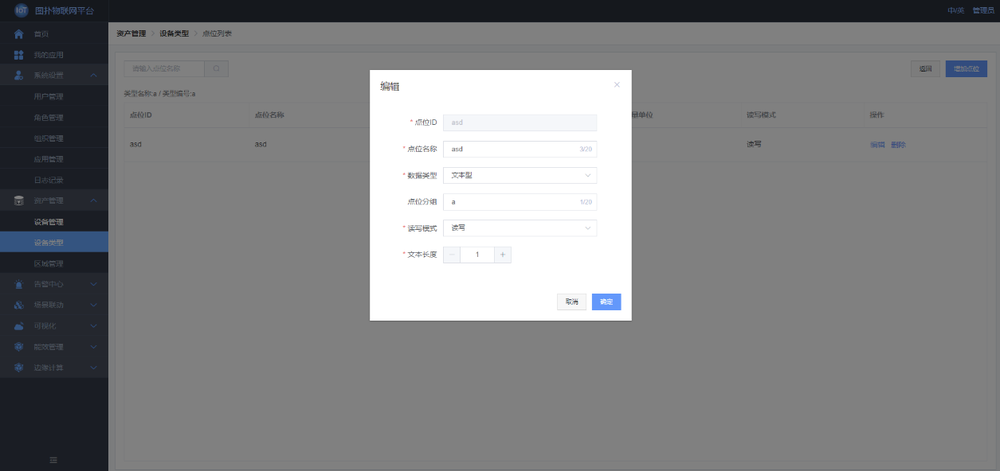 IOT 图扑物联网平台
中/英 管理员
首页
我的应用
系统设置
用户管理
角色管理
组织管理
应用管理
日志记录
资产管理
设备管理
设备类型
区域管理
告警中心
场景联动
可视化
能效管理
边缘计算
资产管理 > 设备类型 > 点位列表
请输入点位名称
返回 增加点位
类型名称:a / 类型编号:a
点位ID 点位名称 量单位 读写模式 操作
asd asd 读写 编辑 删除
编辑
* 点位ID asd
* 点位名称 asd 3/20
* 数据类型 文本型
点位分组 a 1/20
* 读写模式 读写
* 文本长度 − 1 +
取消 确定